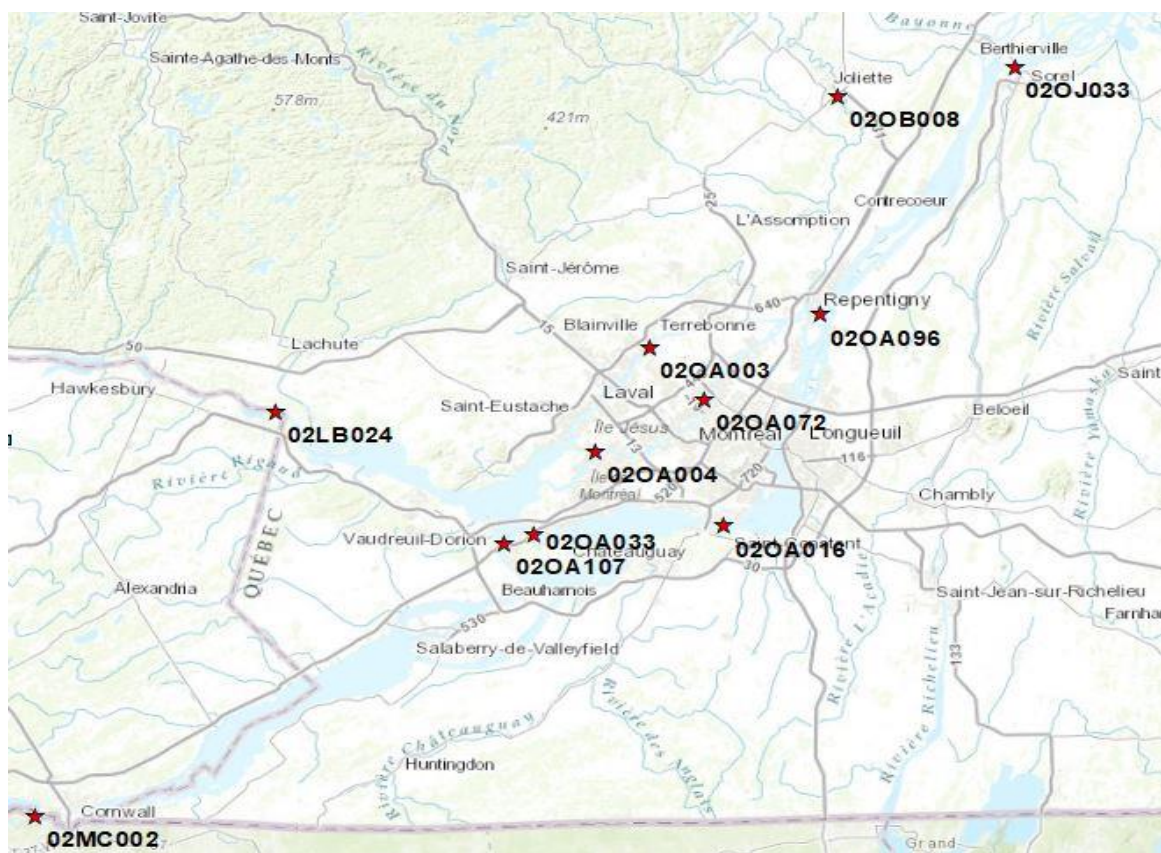 Saint-Jovite
Bayonne
Berthierville
Sainte-Agathe-des-Monts
Rivière du Nord
Joliette
Sorel
02OJ033
578m
421m
02OB008
31
25
Contrecoeur
L'Assomption
Rivière Salvail
Saint-Jérôme
640
Repentigny
15
Blainville
Terrebonne
02OA096
50
Lachute
02OA003
Hawkesbury
Laval
Saint
Rivière Yamaska
Saint-Eustache
02OA072
Beloeil
02LB024
Île Jésus
Montréal
Longueuil
13
116
Rivière Rigaud
02OA004
720
Île
Montréal
520
Chambly
QUÉBEC
Vaudreuil-Dorion
02OA033
Châteauguay
02OA016
Saint-Constant
02OA107
30
Alexandria
Beauharnois
Saint-Jean-sur-Richelieu
Farnha
530
Salaberry-de-Valleyfield
Rivière L'Acadie
133
Rivière Richelieu
Rivière Châteauguay
Rivière des Anglais
Huntingdon
Cornwall
02MC002
Grand